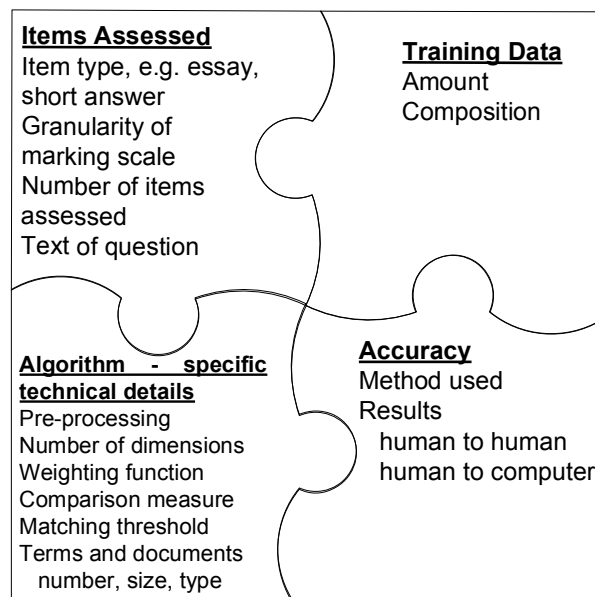 Items Assessed
Item type, e.g. essay,
short answer
Granularity of
marking scale
Number of items
assessed
Text of question
Training Data
Amount
Composition
Algorithm - specific
technical details
Pre-processing
Number of dimensions
Weighting function
Comparison measure
Matching threshold
Terms and documents
number, size, type
Accuracy
Method used
Results
human to human
human to computer